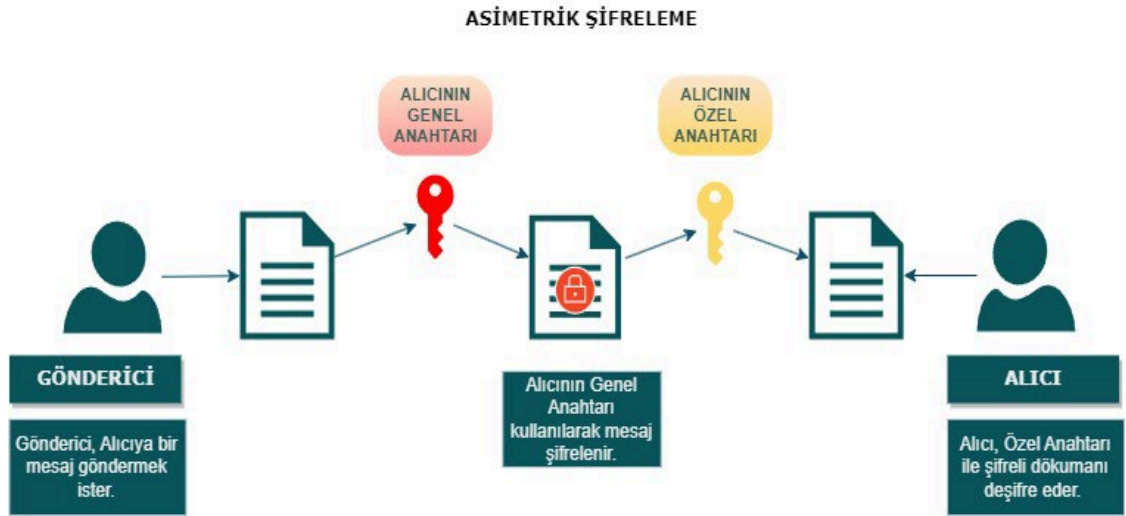 ASİMETRİK ŞİFRELEME
ALICININ
GENEL
ANAHTARI
ALICININ
ÖZEL
ANAHTARI
GÖNDERİCİ
Gönderici, Alıcıya bir
mesaj göndermek
ister.
Alıcının Genel
Anahtarı
kullanılarak mesaj
şifrelenir.
ALICI
Alıcı, Özel Anahtarı
ile şifreli dökumanı
deşifre eder.